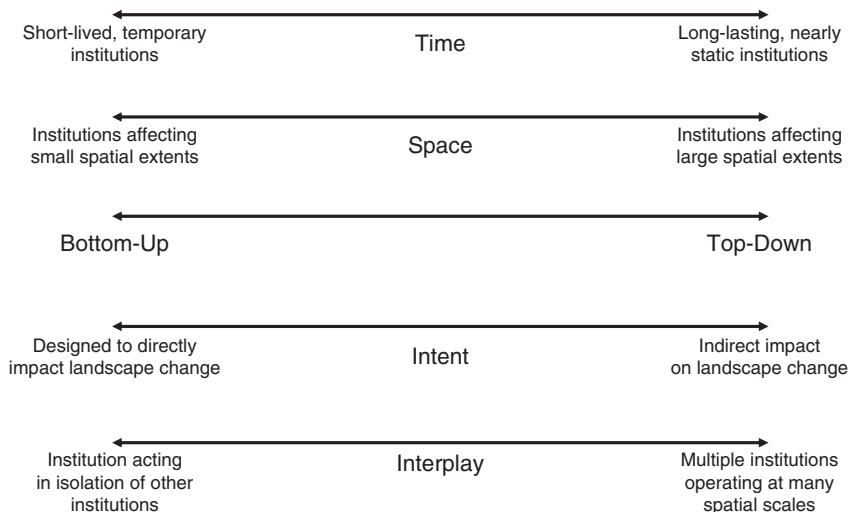 Short-lived, temporary
institutions
Time
Long-lasting, nearly
static institutions
Institutions affecting
small spatial extents
Space
Institutions affecting
large spatial extents
Bottom-Up
Top-Down
Designed to directly
impact landscape change
Intent
Indirect impact
on landscape change
Institution acting
in isolation of other
institutions
Interplay
Multiple institutions
operating at many
spatial scales